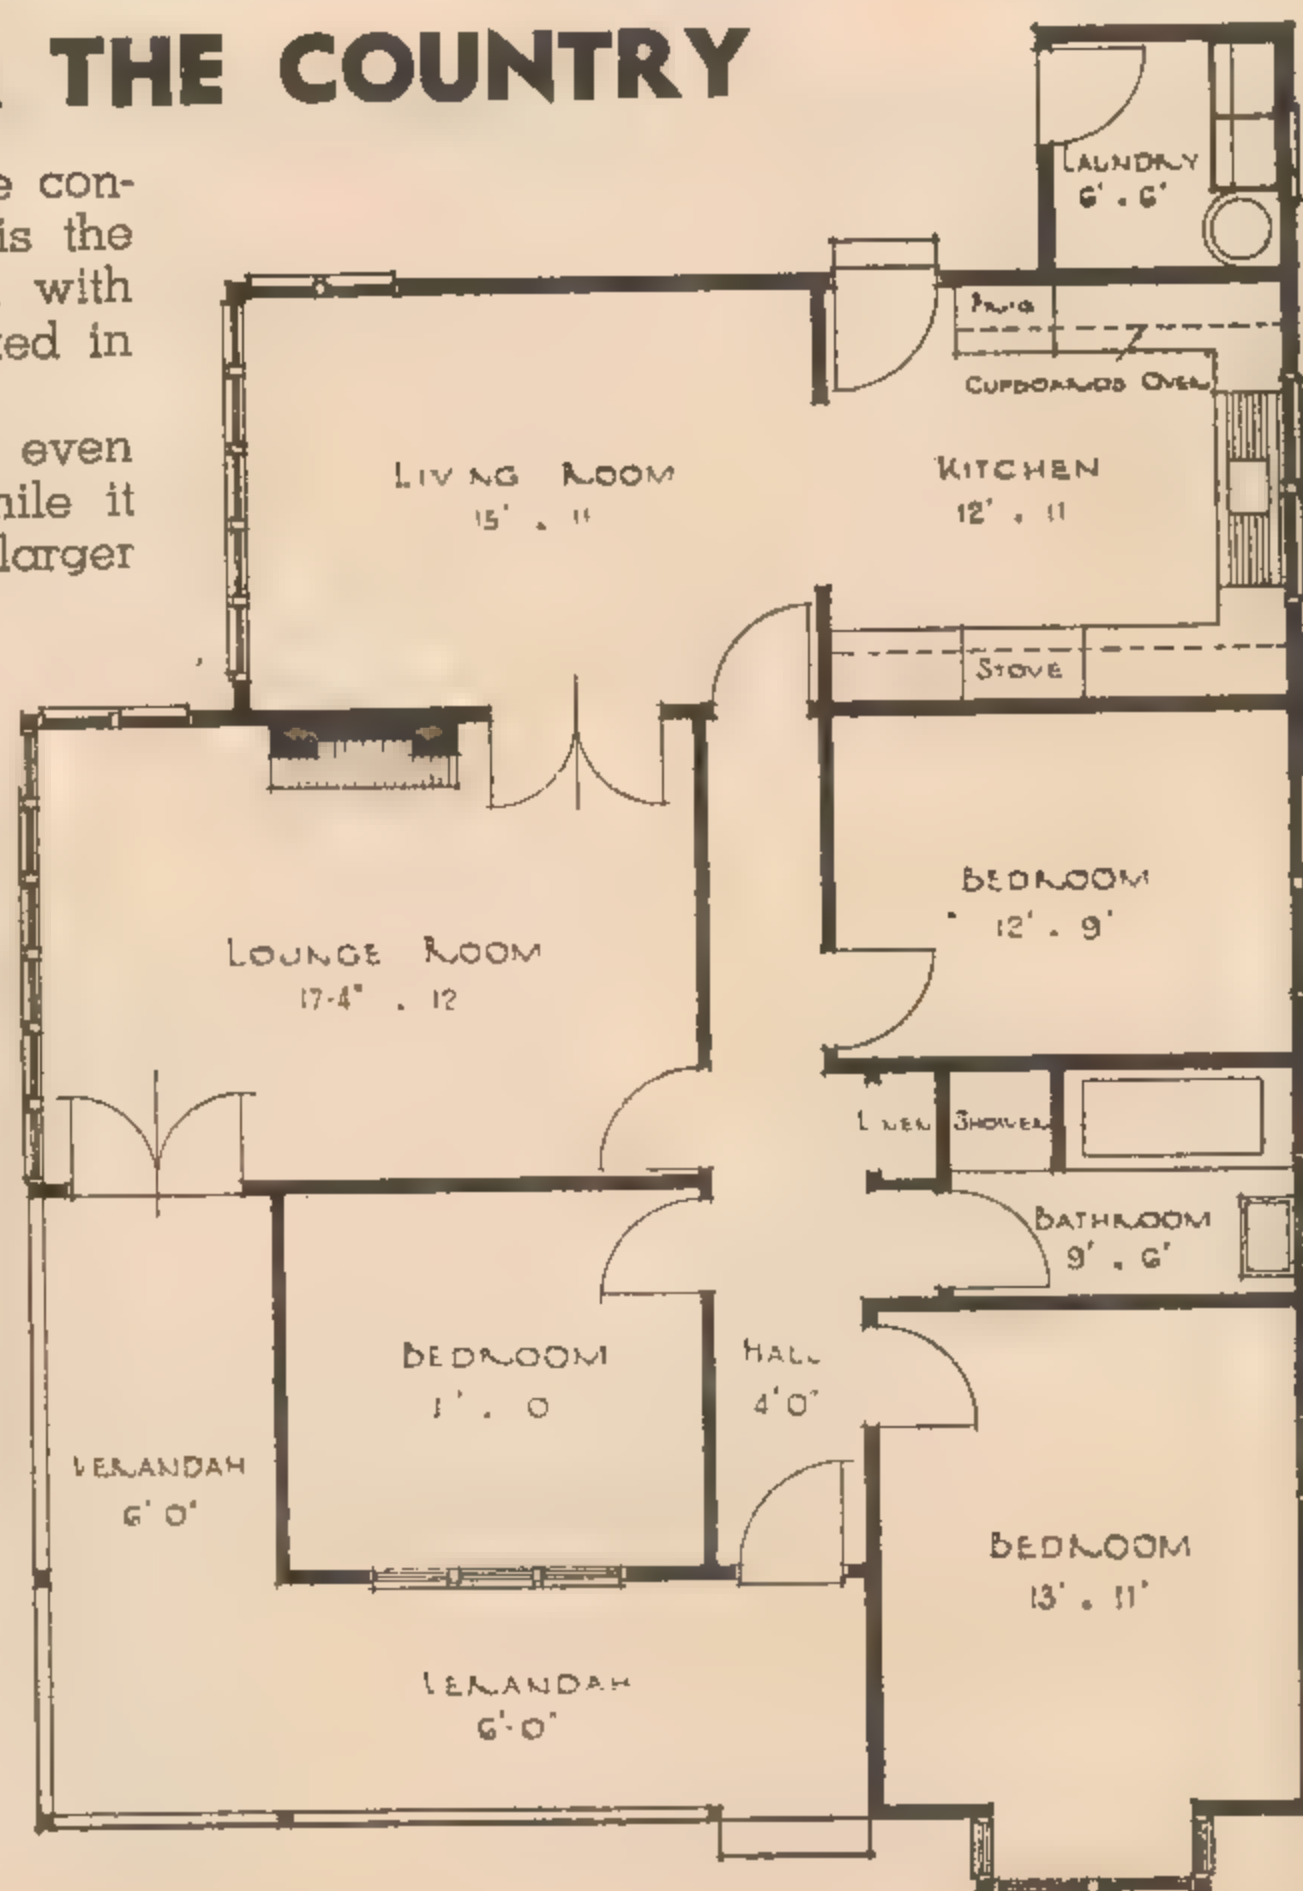 THE COUNTRY
e con-
is the
with
ed in
even
hile it
larger
LAUNDRY
6' . 6'
FRIG
CUPBOARDS OVER
LIVING ROOM
15' . 11'
KITCHEN
12' . 11
STOVE
BEDROOM
12' . 9'
LOUNGE ROOM
17-4" . 12
LINEN
SHOWER
BATHROOM
9' . 6'
BEDROOM
HALL
4' 0"
VERANDAH
6' 0"
BEDROOM
13' . 11'
VERANDAH
6'-0"